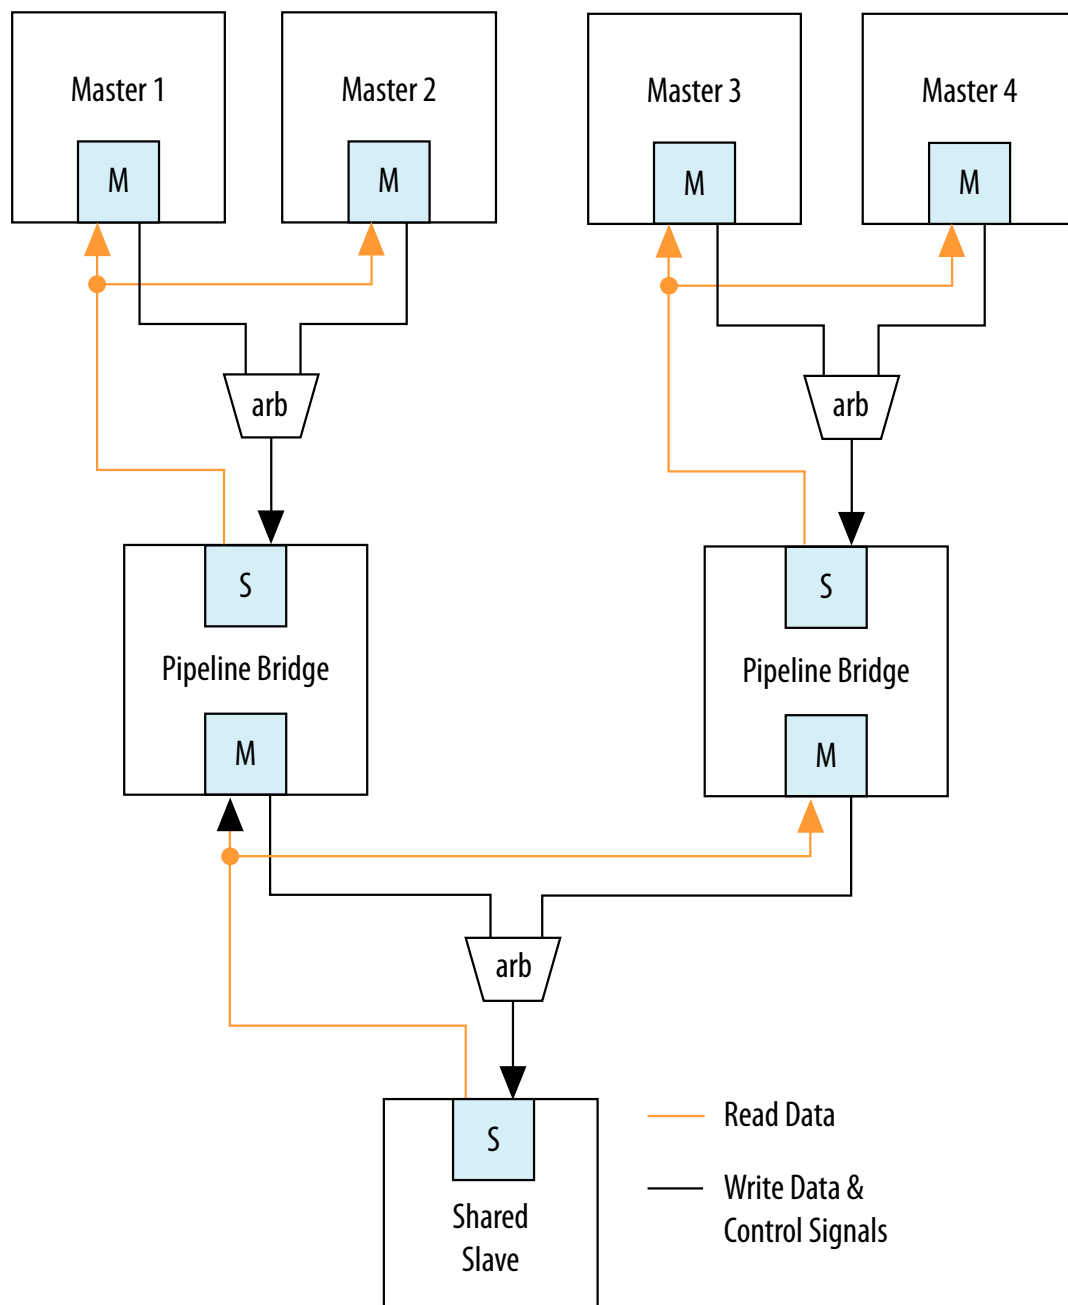 Master 1
Master 2
Master 3
Master 4
M
M
M
M
arb
arb
S
S
Pipeline Bridge
Pipeline Bridge
M
M
arb
S
Shared
Slave
Read Data
Write Data &
Control Signals